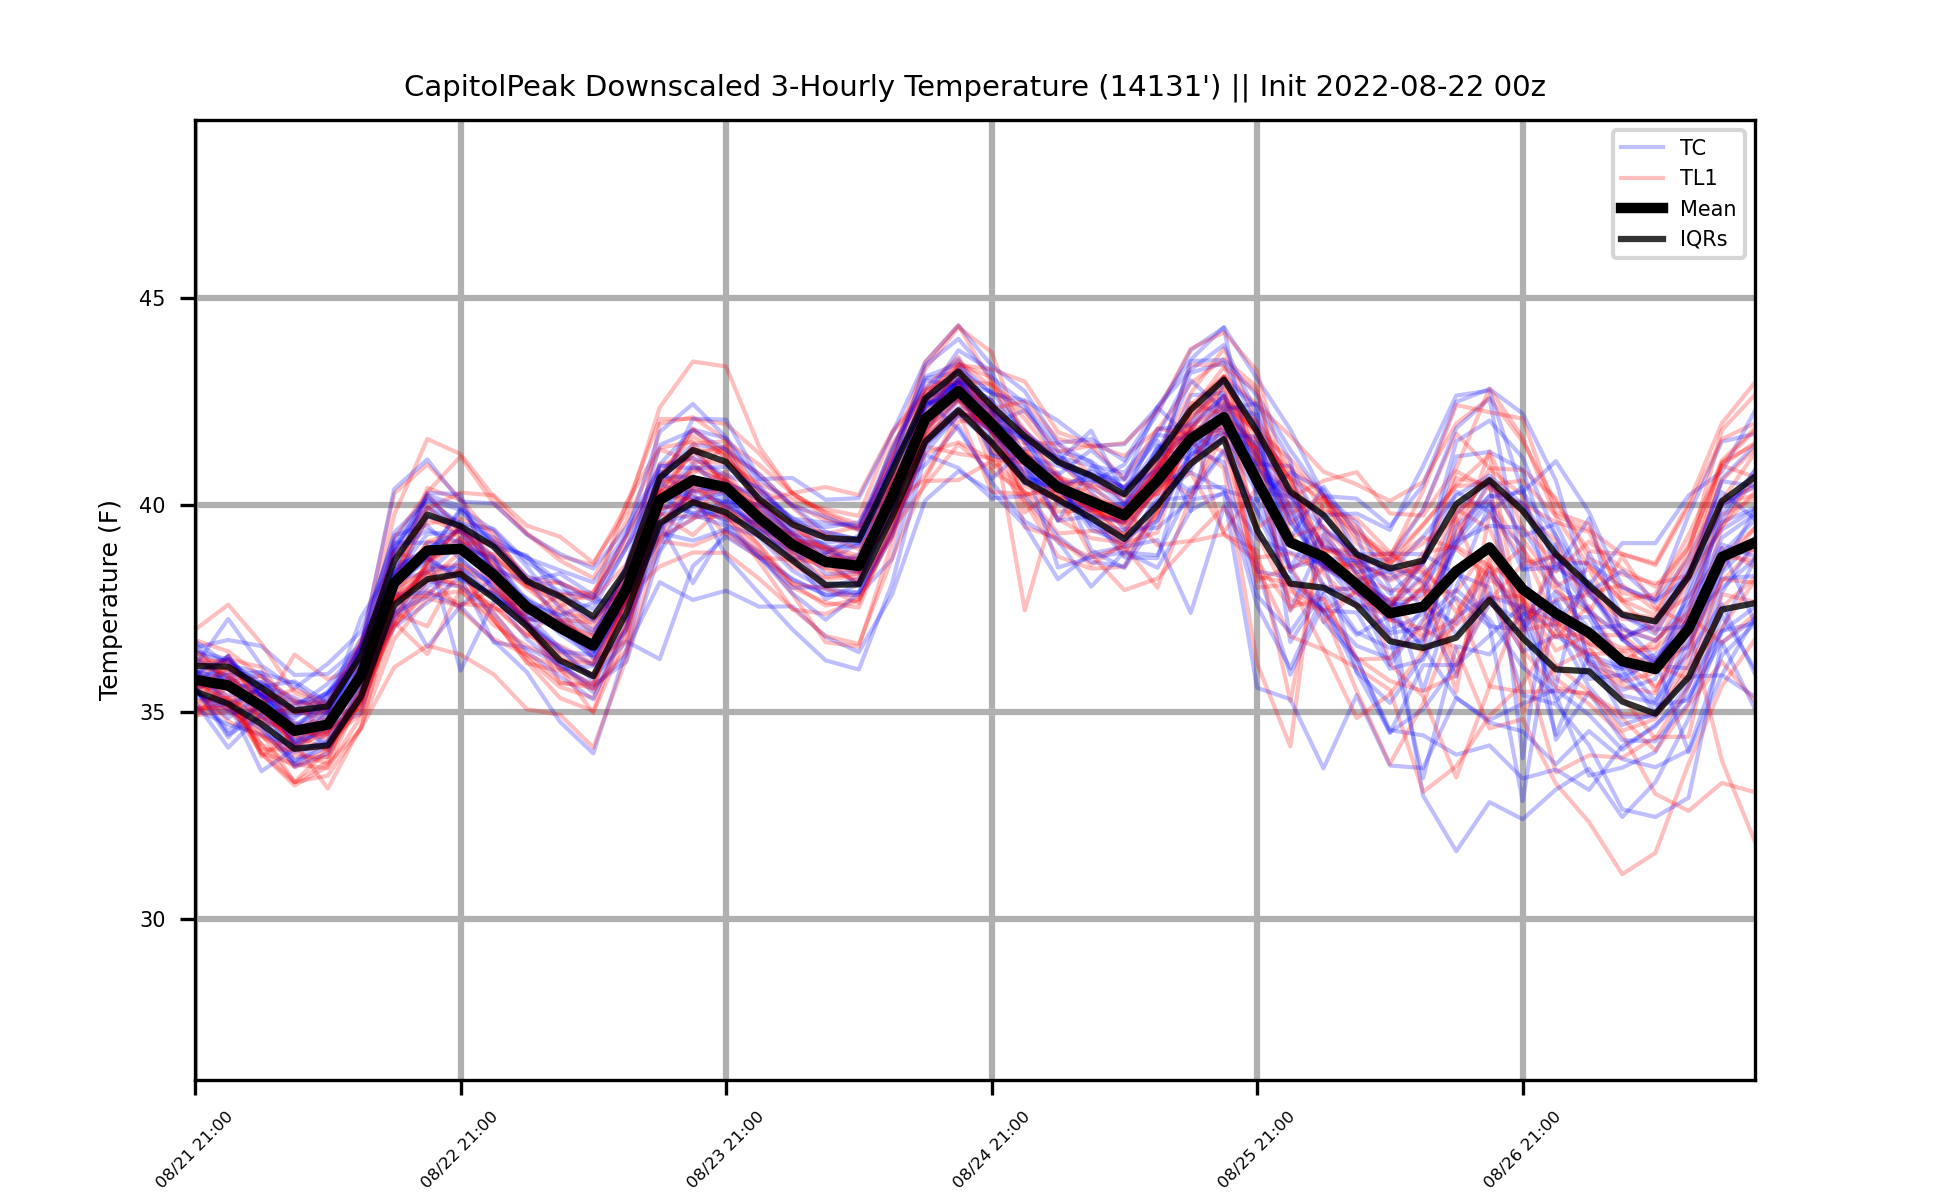 CapitolPeak Downscaled 3-Hourly Temperature (14131') || Init 2022-08-22 00z
TC
TL1
Mean
IQRs
Temperature (F)
45
40
35
30
08/21 21:00
08/22 21:00
08/23 21:00
08/24 21:00
08/25 21:00
08/26 21:00